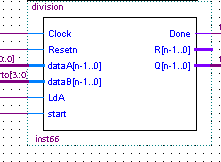 division
Clock Done
Resetn R[n-1..0]
dataA[n-1..0] Q[n-1..0]
dataB[n-1..0]
LdA
start
inst66